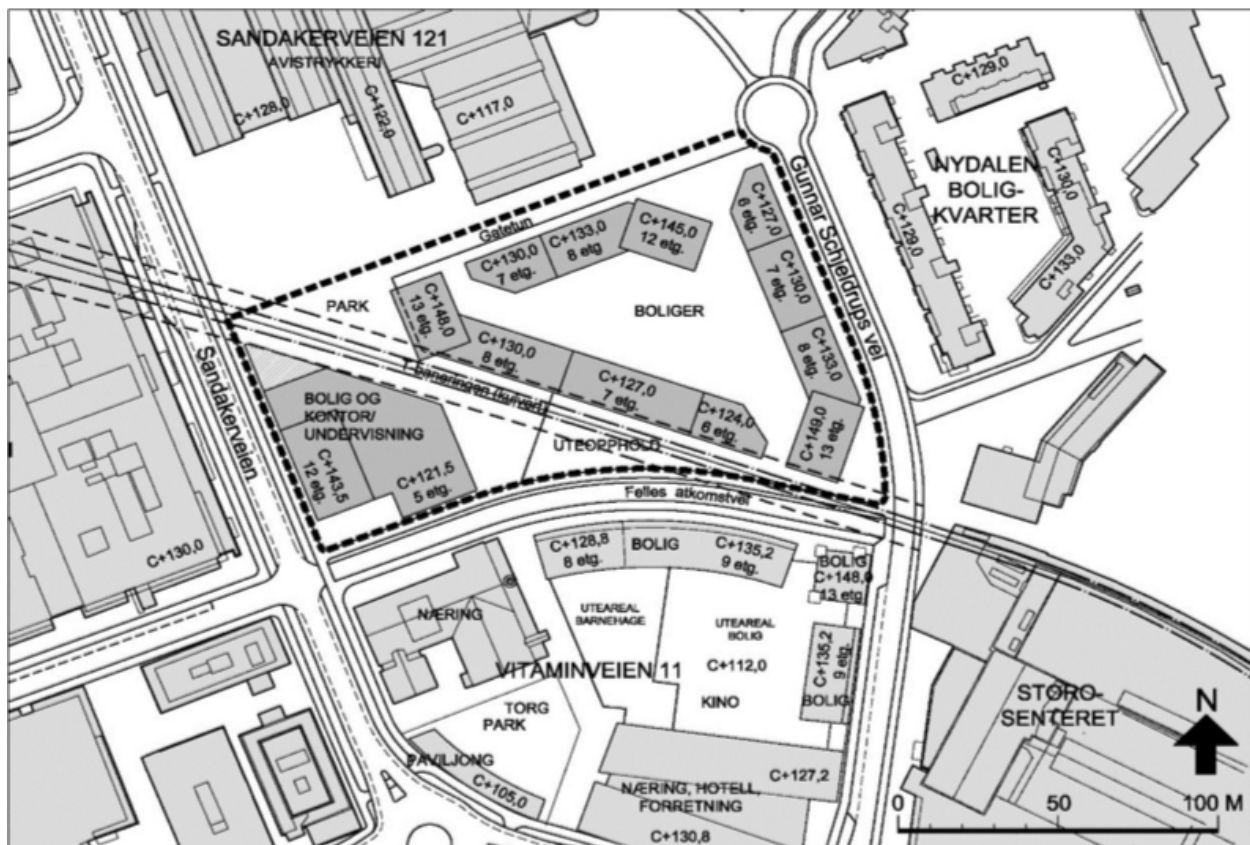 SANDAKERVEIEN 121
AVISTRYKKERI
C+128,0
C+122,0
C+117,0
C+129,0
NYDALEN
BOLIG-
KVARTER
C+130,0
C+129,0
C+133,0
Gunnar Schjeldrups vei
Gatetun
C+130,0
7 etg.
C+133,0
8 etg.
C+145,0
12 etg.
C+127,0
6 etg.
C+130,0
7 etg.
C+133,0
8 etg.
C+149,0
13 etg.
PARK
C+148,0
13 etg.
BOLIGER
C+130,0
8 etg.
C+127,0
7 etg.
C+124,0
6 etg.
T-baneringen (kulvert)
Sandakerveien
BOLIG OG
KONTOR/
UNDERVISNING
C+143,5
12 etg.
C+121,5
5 etg.
UTEOPPHOLD
Felles atkomstvei
C+130,0
C+128,8
8 etg.
BOLIG
C+135,2
9 etg.
BOLIG
C+148,0
13 etg.
NÆRING
UTEAREAL
BARNEHAGE
UTEAREAL
BOLIG
C+112,0
C+135,2
9 etg.
BOLIG
VITAMINVEIEN 11
KINO
TORG
PARK
PAVILJONG
C+105,0
C+127,2
NÆRING, HOTELL,
FORRETNING
C+130,8
STORO-
SENTERET
N
0 50 100 M